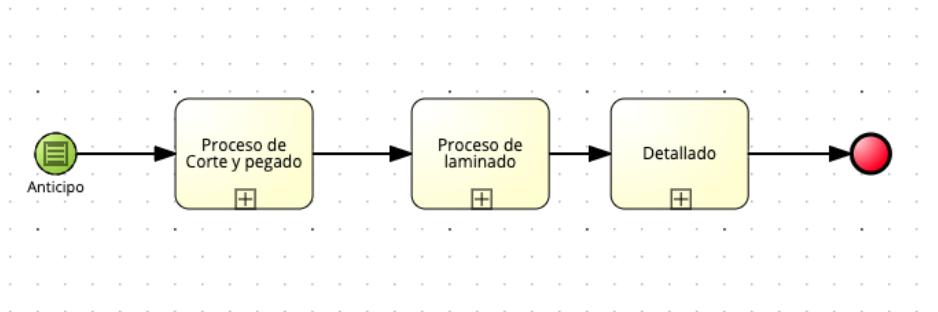 Anticipo
Proceso de
Corte y pegado
Proceso de
laminado
Detallado